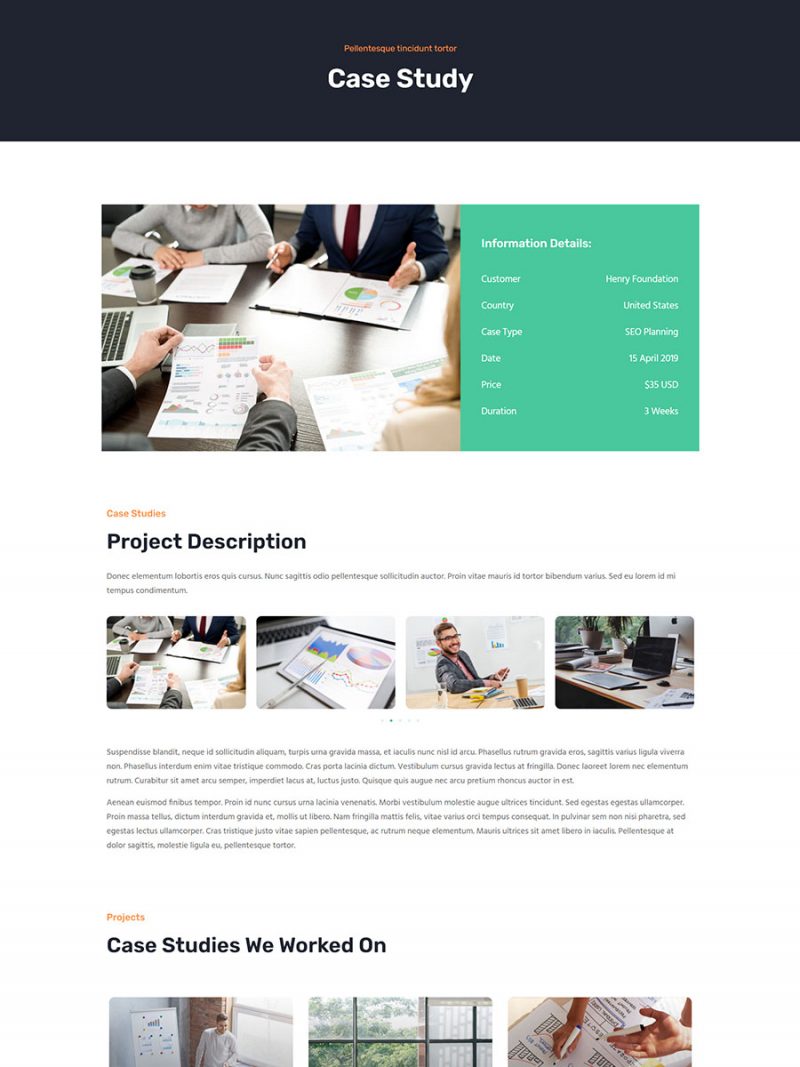 Pellentesque tincidunt tortor
Case Study
Information Details:
Customer Henry Foundation
Country United States
Case Type SEO Planning
Date 15 April 2019
Price $35 USD
Duration 3 Weeks
Case Studies
Project Description
Donec elementum lobortis eros quis cursus. Nunc sagittis odio pellentesque sollicitudin auctor. Proin vitae mauris id tortor bibendum varius. Sed eu lorem id mi
tempus condimentum.
Suspendisse blandit, neque id sollicitudin aliquam, turpis urna gravida massa, et iaculis nunc nisl id arcu. Phasellus rutrum gravida eros, sagittis varius ligula viverra
non. Phasellus interdum enim vitae tristique commodo. Cras porta lacinia dictum. Vestibulum cursus gravida lectus at fringilla. Donec laoreet lorem nec elementum
rutrum. Curabitur sit amet arcu semper, imperdiet lacus at, luctus justo. Quisque quis augue nec arcu pretium rhoncus auctor in est.
Aenean euismod finibus tempor. Proin id nunc cursus urna lacinia venenatis. Morbi vestibulum molestie augue ultrices tincidunt. Sed egestas egestas ullamcorper.
Proin massa tellus, dictum interdum gravida et, mollis ut libero. Nam fringilla mattis felis, vitae varius orci tempus consequat. In pulvinar sem non nisi pharetra, sed
egestas lectus ullamcorper. Cras tristique justo vitae sapien pellentesque, ac rutrum neque elementum. Mauris ultrices sit amet libero in iaculis. Pellentesque at
dolor sagittis, molestie ligula eu, pellentesque tortor.
Projects
Case Studies We Worked On